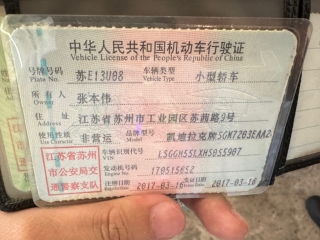 中华人民共和国机动车行驶证
Vehicle License of the People's Republic of China
号牌号码 苏E13U88 车辆类型 小型轿车
Plate No. Vehicle Type
所有人 张本伟
Owner
住址 江苏省苏州市工业园区苏茜路2号
Address
使用性质 非营运 品牌型号 凯迪拉克牌SGM7203EAA2
Use Character Model
江苏省苏州市公安局交通警察支队
车辆识别代号 LSGGH55LXHS055907
VIN
发动机号码 170515652
Engine No.
注册日期 2017-03-16 发证日期 2017-03-16
Register Date Issue Date